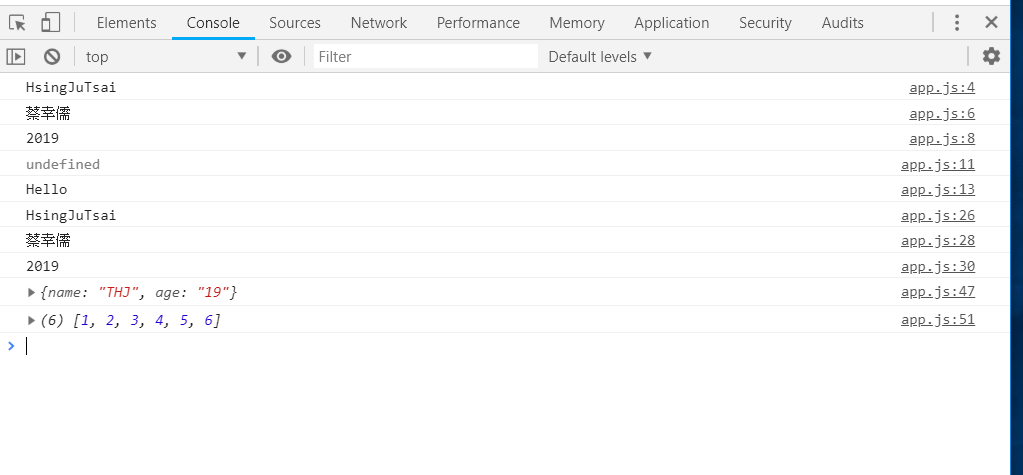 Elements Console Sources Network Performance Memory Application Security Audits
top Filter Default levels
HsingJuTsai app.js:4
蔡幸儒 app.js:6
2019 app.js:8
undefined app.js:11
Hello app.js:13
HsingJuTsai app.js:26
蔡幸儒 app.js:28
2019 app.js:30
{name: "THJ", age: "19"} app.js:47
(6) [1, 2, 3, 4, 5, 6] app.js:51